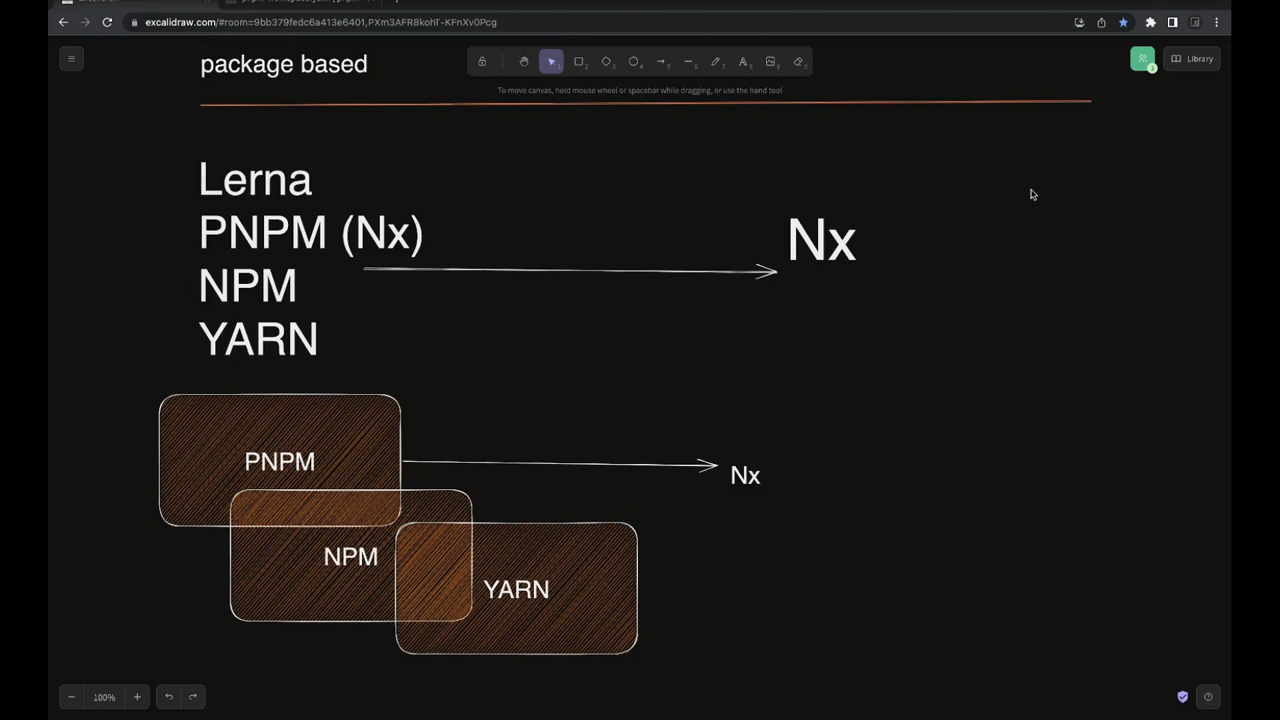 excalidraw.com/#room=9bb379fedc6a413e6401,PXm3AFR8kohT-KFnXv0Pcg
package based
Library
To move canvas, hold mouse wheel or spacebar while dragging, or use the hand tool
Lerna
PNPM (Nx)
Nx
NPM
YARN
PNPM
Nx
NPM
YARN
100%